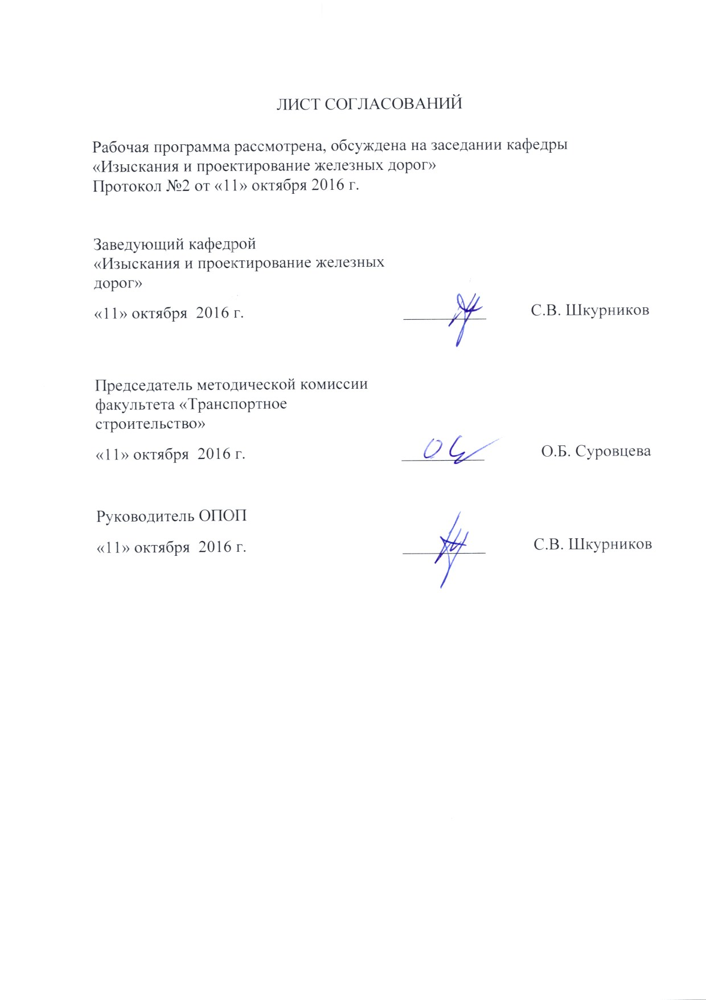 ЛИСТ СОГЛАСОВАНИЙ
Рабочая программа рассмотрена, обсуждена на заседании кафедры
«Изыскания и проектирование железных дорог»
Протокол №2 от «11» октября 2016 г.
Заведующий кафедрой
«Изыскания и проектирование железных
дорог»
«11» октября 2016 г. С.В. Шкурников
Председатель методической комиссии
факультета «Транспортное
строительство»
«11» октября 2016 г. О.Б. Суровцева
Руководитель ОПОП
«11» октября 2016 г. С.В. Шкурников